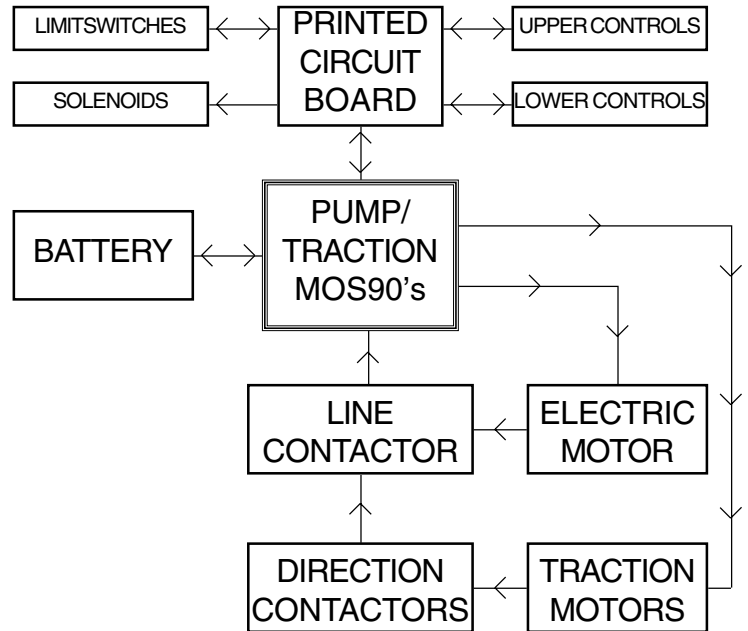 LIMITSWITCHES
PRINTED
CIRCUIT
BOARD
UPPER CONTROLS
SOLENOIDS
LOWER CONTROLS
BATTERY
PUMP/
TRACTION
MOS90's
LINE
CONTACTOR
ELECTRIC
MOTOR
DIRECTION
CONTACTORS
TRACTION
MOTORS